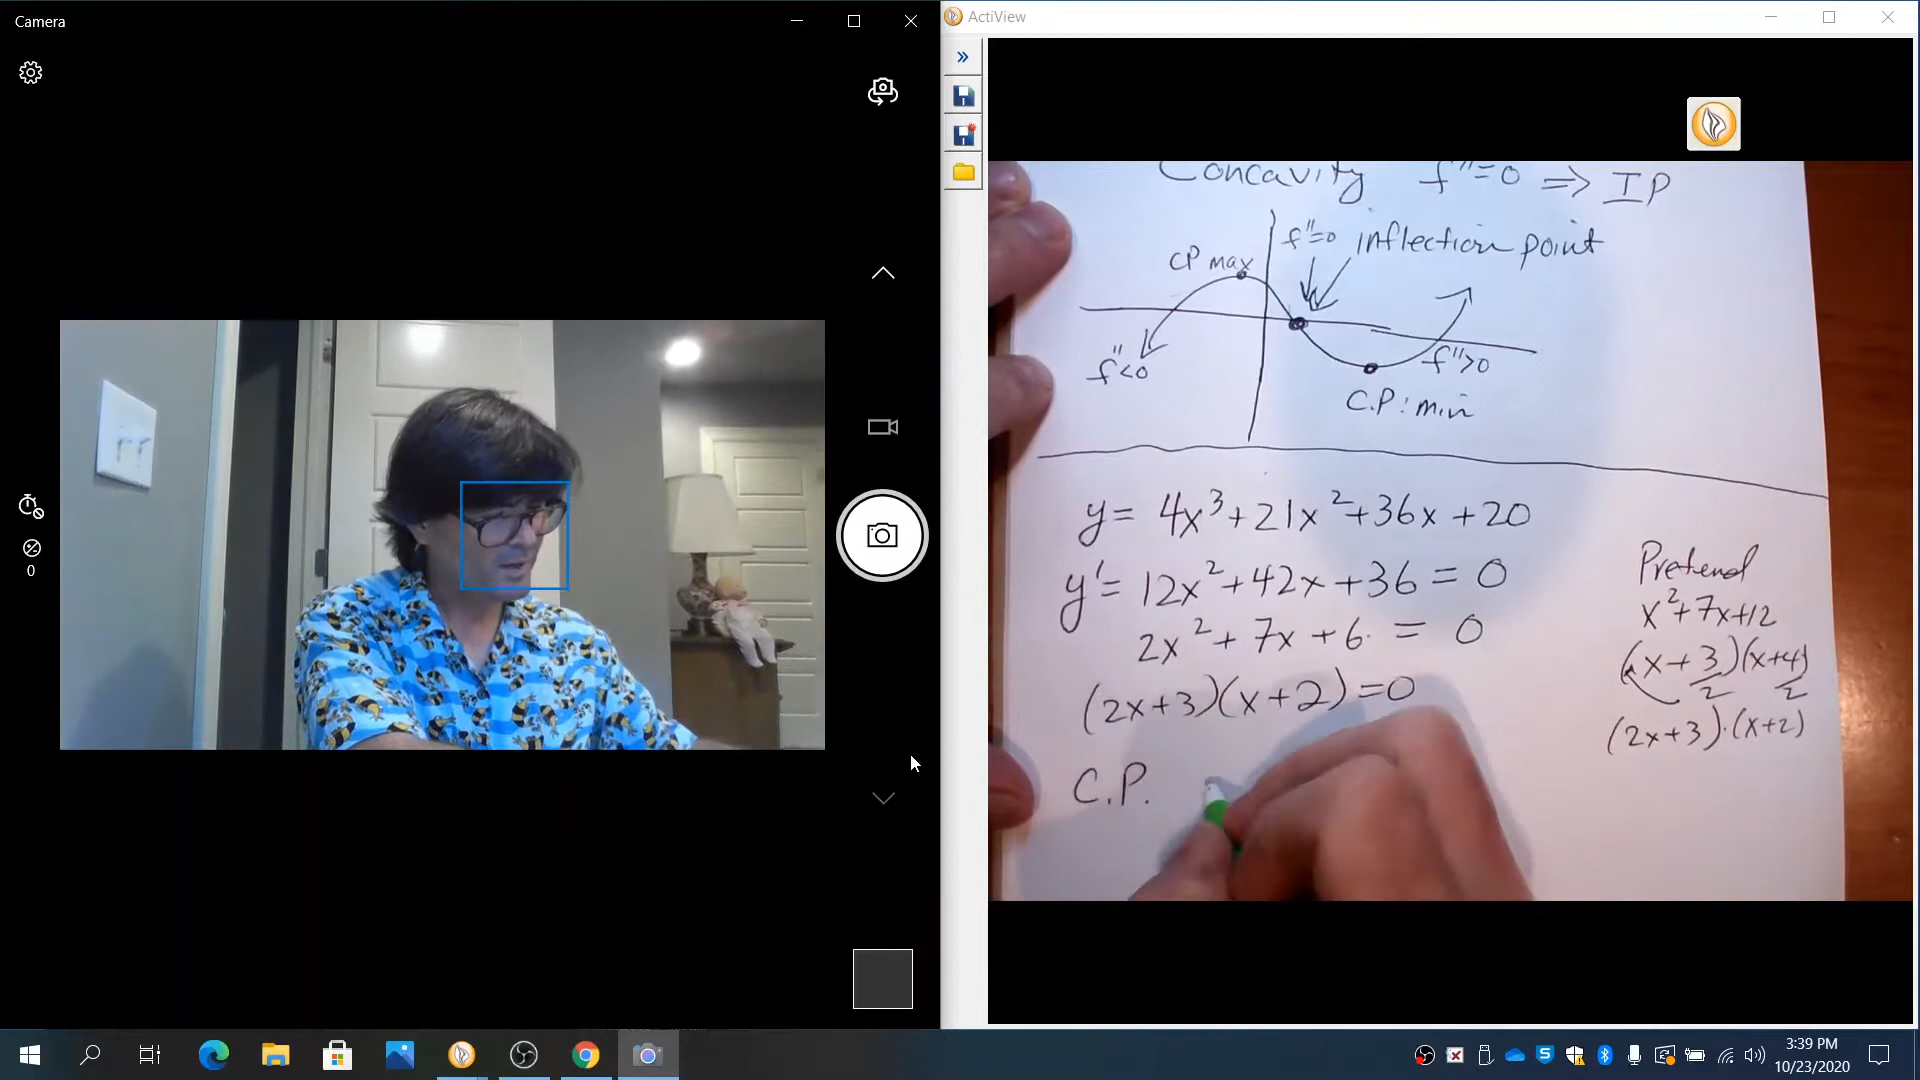 Camera
ActiView
0
Concavity f''=0 => IP
f''=0 inflection point
CP max
f''<0
f''>0
C.P: min
y= 4x³+21x²+36x+20
y'= 12x²+42x+36=0
2x²+7x+6=0
(2x+3)(x+2)=0
C.P.
Pretend
x²+7x+12
(x+3/2)(x+4/2)
(2x+3)·(x+2)
3:39 PM
10/23/2020